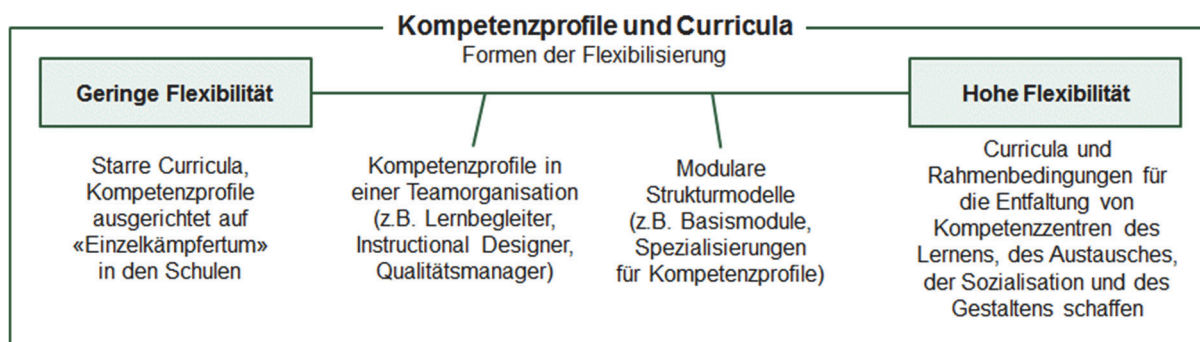 Kompetenzprofile und Curricula
Formen der Flexibilisierung
Geringe Flexibilität
Hohe Flexibilität
Starre Curricula,
Kompetenzprofile
ausgerichtet auf
«Einzelkämpfertum»
in den Schulen
Kompetenzprofile in
einer Teamorganisation
(z.B. Lernbegleiter,
Instructional Designer,
Qualitätsmanager)
Modulare
Strukturmodelle
(z.B. Basismodule,
Spezialisierungen
für Kompetenzprofile)
Curricula und
Rahmenbedingungen für
die Entfaltung von
Kompetenzzentren des
Lernens, des Austausches,
der Sozialisation und des
Gestaltens schaffen